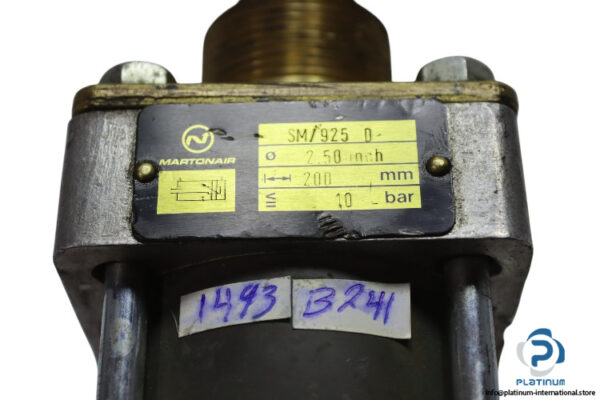 SM/925 D
MARTONAIR
ø 2.50 inch
200 mm
≤ 10 bar
1493 B241
PLATINUM
info@platinum-international.store